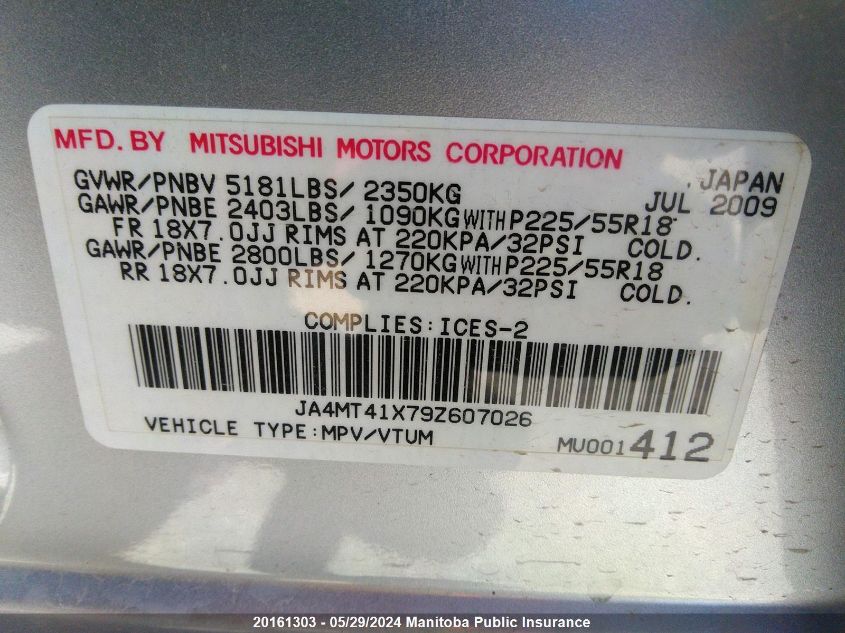 MFD. BY MITSUBISHI MOTORS CORPORATION
JAPAN
GVWR/PNBV 5181LBS/ 2350KG JUL 2009
GAWR/PNBE 2403LBS/ 1090KG WITH P225/55R18
FR 18X7.0JJ RIMS AT 220KPA/32PSI COLD.
GAWR/PNBE 2800LBS/ 1270KG WITH P225/55R18
RR 18X7.0JJ RIMS AT 220KPA/32PSI COLD.
COMPLIES:ICES-2
JA4MT41X79Z607026
VEHICLE TYPE:MPV/VTUM MU001412
20161303 - 05/29/2024 Manitoba Public Insurance